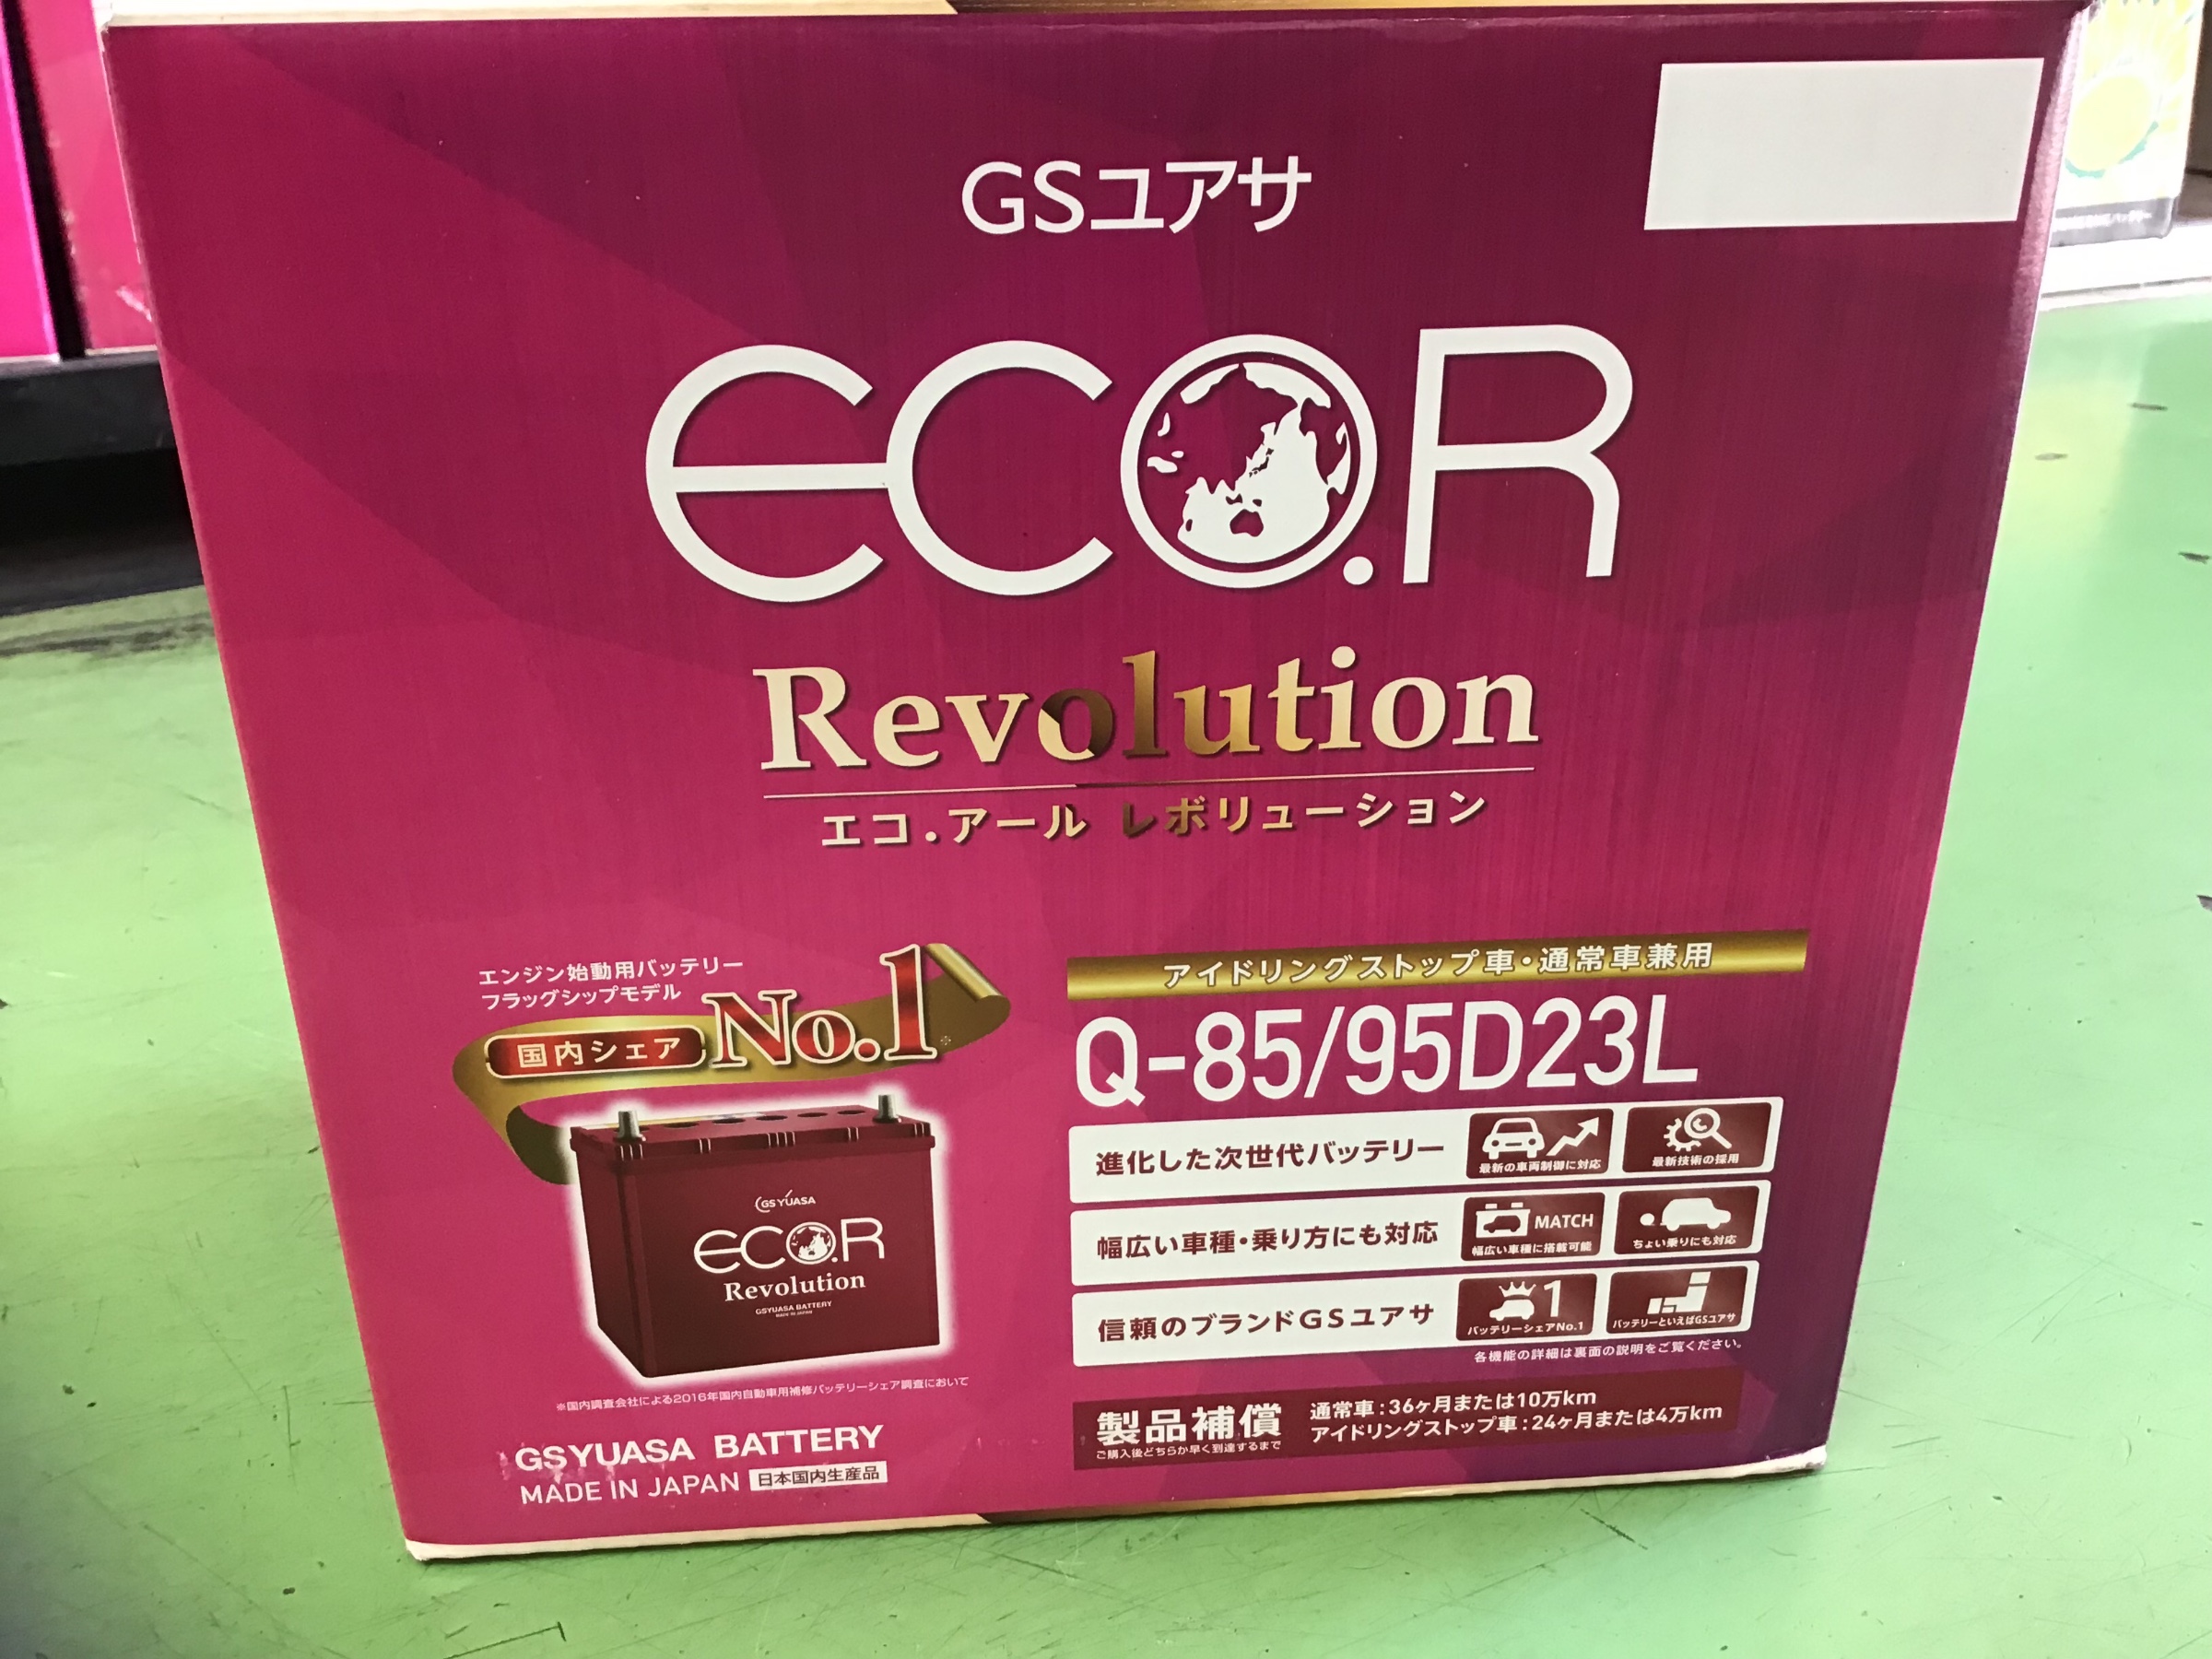 GSユアサ
eco.R
Revolution
エコ.アール レボリューション
エンジン始動用バッテリー
フラッグシップモデル
国内シェア No.1※
GS YUASA
eco.R
Revolution
GSYUASA BATTERY
MADE IN JAPAN
※国内調査会社による2016年国内自動車用補修バッテリーシェア調査において
GSYUASA BATTERY
MADE IN JAPAN 日本国内生産品
アイドリングストップ車・通常車兼用
Q-85/95D23L
進化した次世代バッテリー
最新の車両制御に対応
最新技術の採用
幅広い車種・乗り方にも対応
MATCH
幅広い車種に搭載可能
ちょい乗りにも対応
信頼のブランドGSユアサ
1
バッテリーシェアNo.1
バッテリーといえばGSユアサ
各機能の詳細は裏面の説明をご覧ください。
製品補償
ご購入後どちらか早く到達するまで
通常車:36ヶ月または10万km
アイドリングストップ車:24ヶ月または4万km